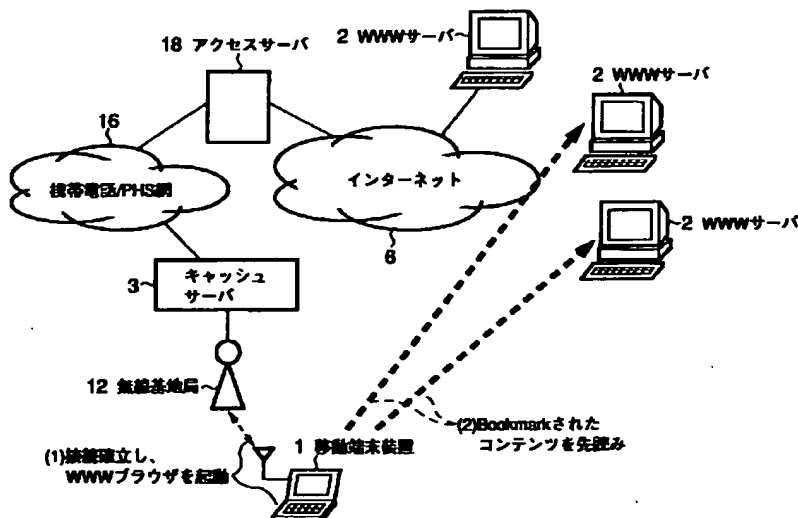 18 アクセスサーバ
2 WWWサーバ
2 WWWサーバ
16
携帯電話/PHS網
インターネット
2 WWWサーバ
6
3
キャッシュ
サーバ
12 無線基地局
(2)Bookmarkされた
コンテンツを先読み
1 移動端末装置
(1)接続確立し、
WWWブラウザを起動